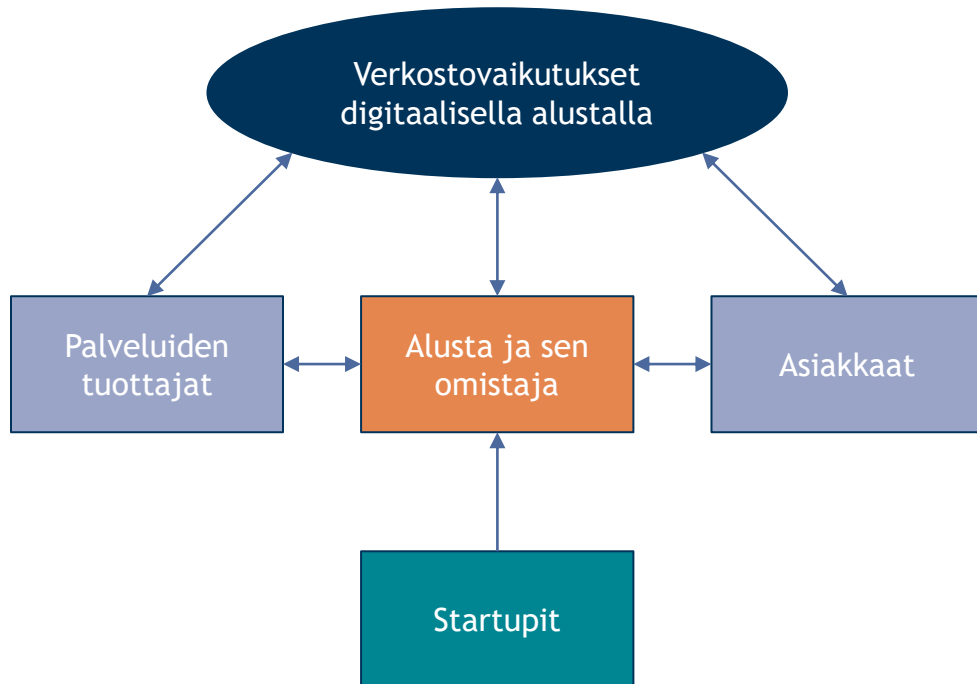 Verkostovaikutukset
digitaalisella alustalla
Palveluiden
tuottajat
Alusta ja sen
omistaja
Asiakkaat
Startupit